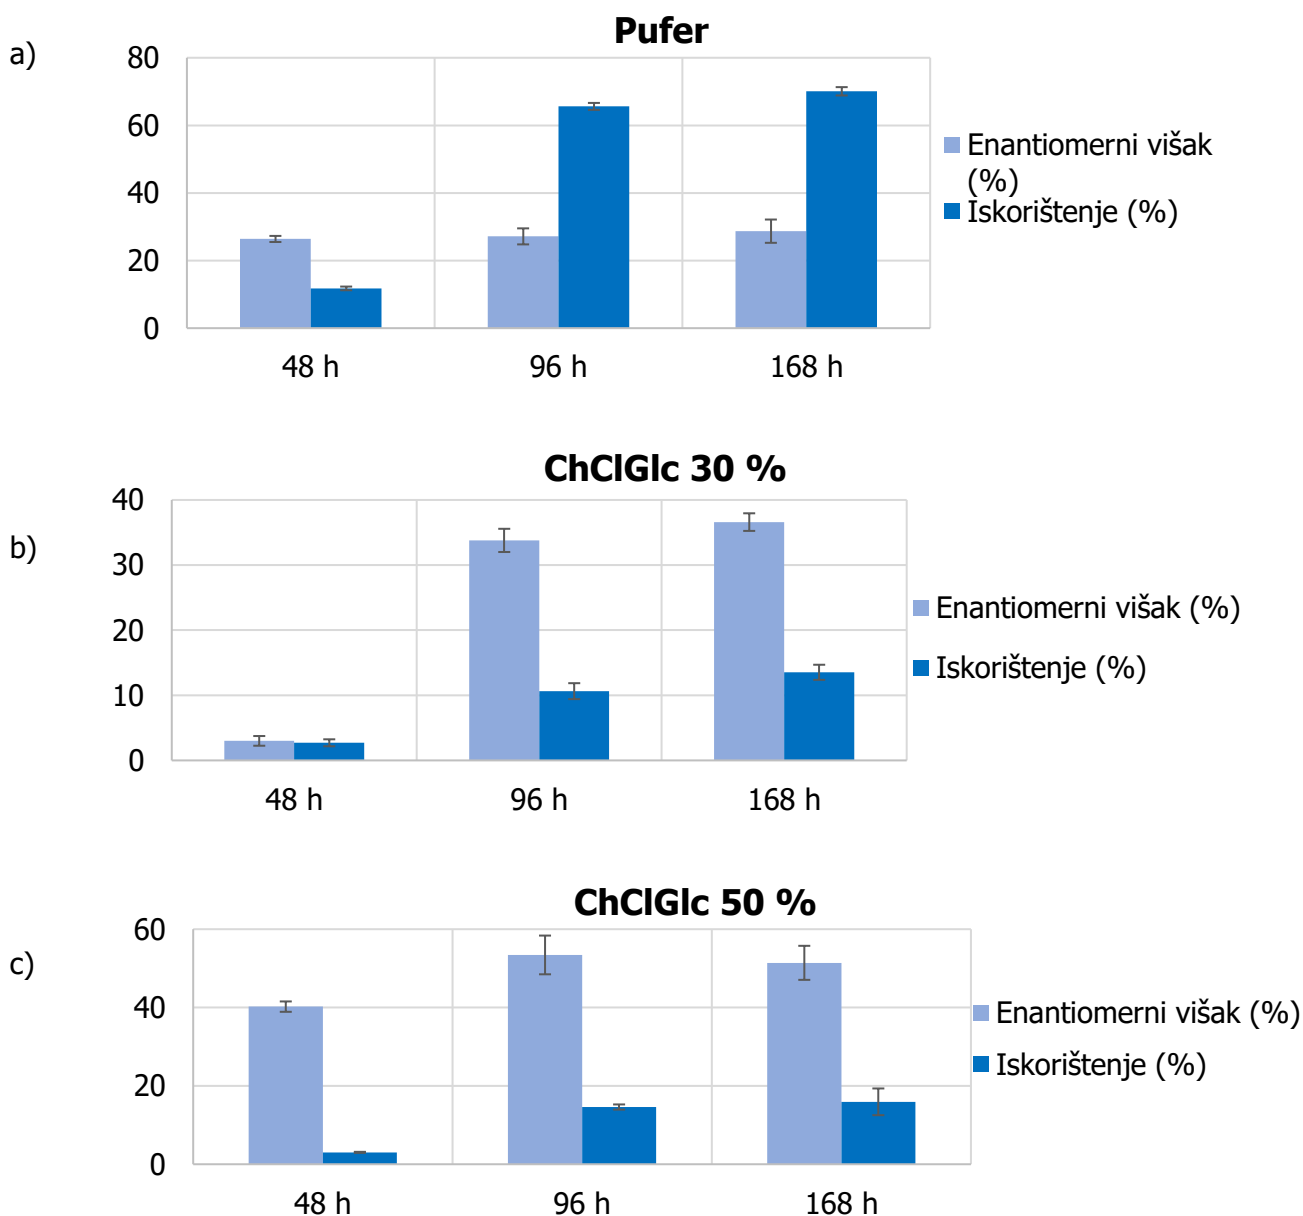 a)
Pufer
80
60
40
20
0
48 h
96 h
168 h
Enantiomerni višak
(%)
Iskorištenje (%)
b)
ChClGlc 30 %
40
30
20
10
0
48 h
96 h
168 h
Enantiomerni višak (%)
Iskorištenje (%)
c)
ChClGlc 50 %
60
40
20
0
48 h
96 h
168 h
Enantiomerni višak (%)
Iskorištenje (%)